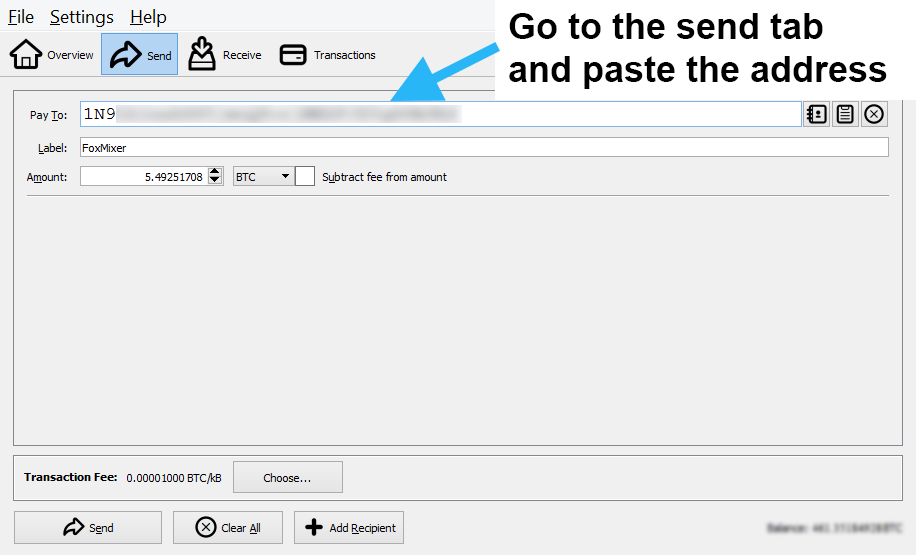 File Settings Help
Go to the send tab
and paste the address
Overview Send Receive Transactions
Pay To: 1N9
Label: FoxMixer
Amount: 5.49251708 BTC Subtract fee from amount
Transaction Fee: 0.00001000 BTC/kB Choose...
Send Clear All Add Recipient
Balance: BTC